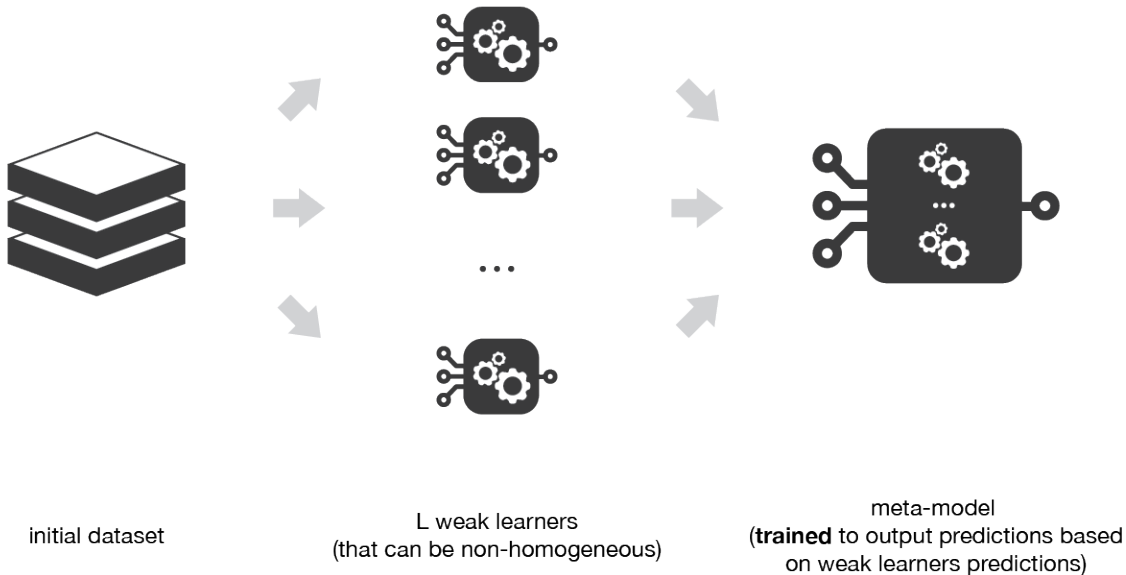 initial dataset
L weak learners
(that can be non-homogeneous)
meta-model
(trained to output predictions based
on weak learners predictions)